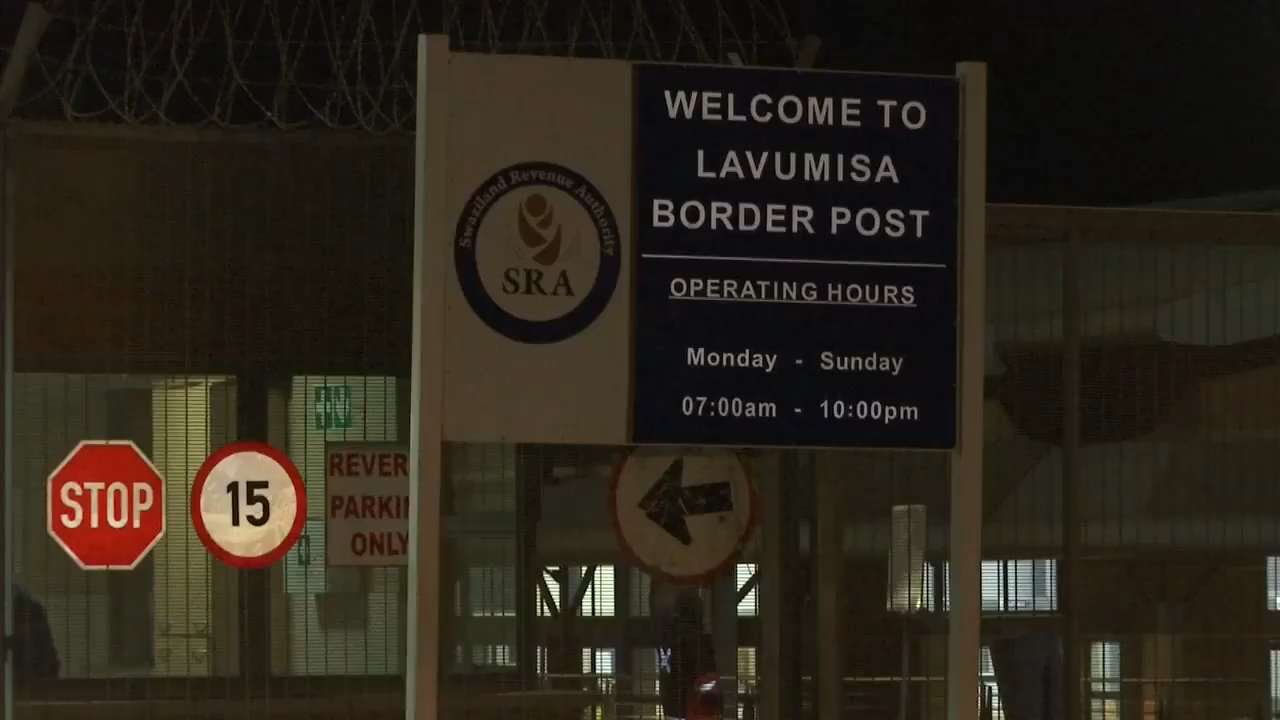 WELCOME TO
LAVUMISA
BORDER POST
OPERATING HOURS
Monday - Sunday
07:00am - 10:00pm
Swaziland Revenue Authority
SRA
STOP
15
REVER
PARKI
ONLY